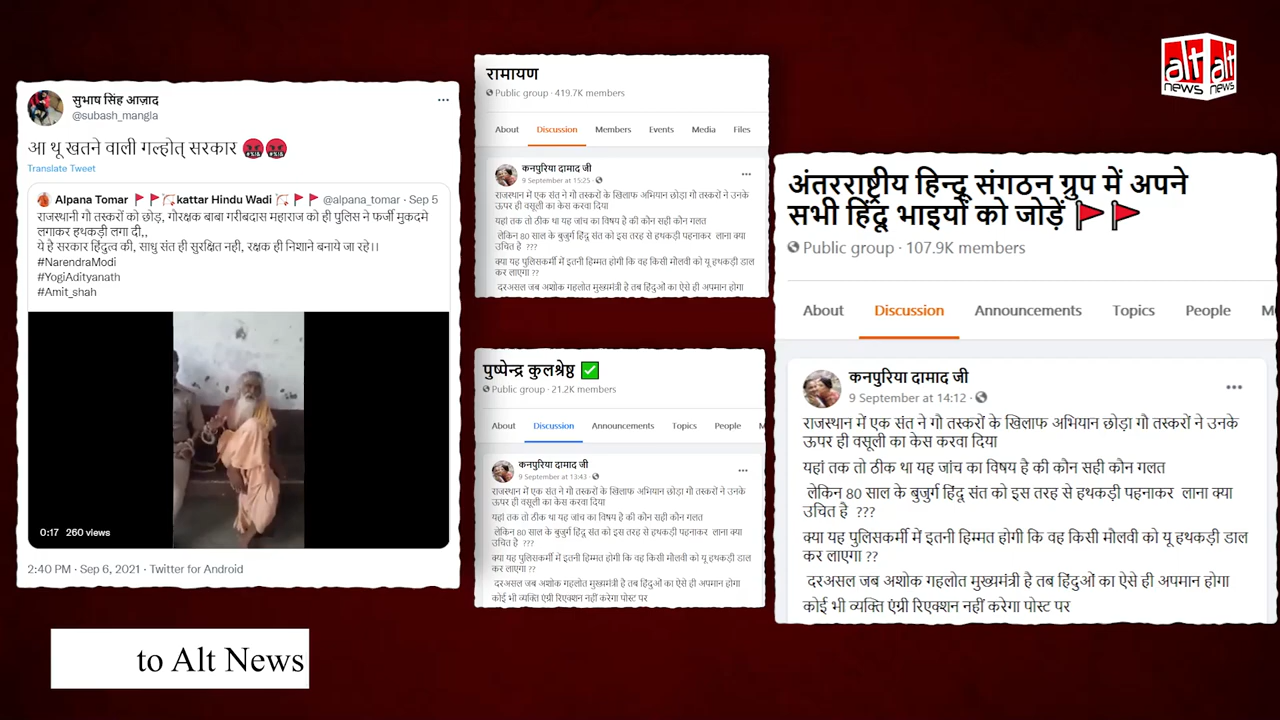 alt
news
alt
news
सुभाष सिंह आज़ाद
@subash_mangla
आ थू खतने वाली गल्होत् सरकार 🤬🤬
Translate Tweet
Alpana Tomar 🚩🚩🏹kattar Hindu Wadi 🏹🚩🚩 @alpana_tomar · Sep 5
राजस्थानी गौ तस्करों को छोड़, गोरक्षक बाबा गरीबदास महाराज को ही पुलिस ने फर्जी मुकदमे
लगाकर हथकड़ी लगा दी,,
ये है सरकार हिंदुत्व की, साधु संत ही सुरक्षित नही, रक्षक ही निशाने बनाये जा रहे।।
#NarendraModi
#YogiAdityanath
#Amit_shah
0:17 260 views
2:40 PM · Sep 6, 2021 · Twitter for Android
रामायण
Public group · 419.7K members
About Discussion Members Events Media Files
कनपुरिया दामाद जी
9 September at 15:25 ·
राजस्थान में एक संत ने गौ तस्करों के खिलाफ अभियान छोड़ा गौ तस्करों ने उनके
ऊपर ही वसूली का केस करवा दिया
यहां तक तो ठीक था यह जांच का विषय है की कौन सही कौन गलत
लेकिन 80 साल के बुजुर्ग हिंदू संत को इस तरह से हथकड़ी पहनाकर लाना क्या
उचित है ???
क्या यह पुलिसकर्मी में इतनी हिम्मत होगी कि वह किसी मौलवी को यू हथकड़ी डाल
कर लाएगा ??
दरअसल जब अशोक गहलोत मुख्यमंत्री है तब हिंदुओं का ऐसे ही अपमान होगा
पुष्पेन्द्र कुलश्रेष्ठ ✅
Public group · 21.2K members
About Discussion Announcements Topics People M
कनपुरिया दामाद जी
9 September at 13:43 ·
राजस्थान में एक संत ने गौ तस्करों के खिलाफ अभियान छोड़ा गौ तस्करों ने उनके
ऊपर ही वसूली का केस करवा दिया
यहां तक तो ठीक था यह जांच का विषय है की कौन सही कौन गलत
लेकिन 80 साल के बुजुर्ग हिंदू संत को इस तरह से हथकड़ी पहनाकर लाना क्या
उचित है ???
क्या यह पुलिसकर्मी में इतनी हिम्मत होगी कि वह किसी मौलवी को यू हथकड़ी डाल
कर लाएगा ??
दरअसल जब अशोक गहलोत मुख्यमंत्री है तब हिंदुओं का ऐसे ही अपमान होगा
कोई भी व्यक्ति एंग्री रिएक्शन नहीं करेगा पोस्ट पर
अंतरराष्ट्रीय हिन्दू संगठन ग्रुप में अपने
सभी हिंदू भाइयों को जोड़ें 🚩🚩
Public group · 107.9K members
About Discussion Announcements Topics People M
कनपुरिया दामाद जी
9 September at 14:12 ·
राजस्थान में एक संत ने गौ तस्करों के खिलाफ अभियान छोड़ा गौ तस्करों ने उनके
ऊपर ही वसूली का केस करवा दिया
यहां तक तो ठीक था यह जांच का विषय है की कौन सही कौन गलत
लेकिन 80 साल के बुजुर्ग हिंदू संत को इस तरह से हथकड़ी पहनाकर लाना क्या
उचित है ???
क्या यह पुलिसकर्मी में इतनी हिम्मत होगी कि वह किसी मौलवी को यू हथकड़ी डाल
कर लाएगा ??
दरअसल जब अशोक गहलोत मुख्यमंत्री है तब हिंदुओं का ऐसे ही अपमान होगा
कोई भी व्यक्ति एंग्री रिएक्शन नहीं करेगा पोस्ट पर
to Alt News